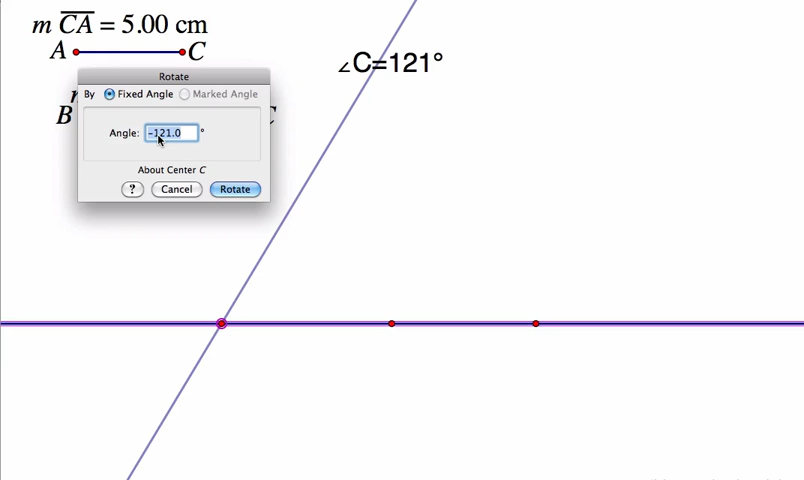 m CA = 5.00 cm
A C
∠C=121°
Rotate
By Fixed Angle Marked Angle
B C
Angle: -121.0 °
About Center C
? Cancel Rotate